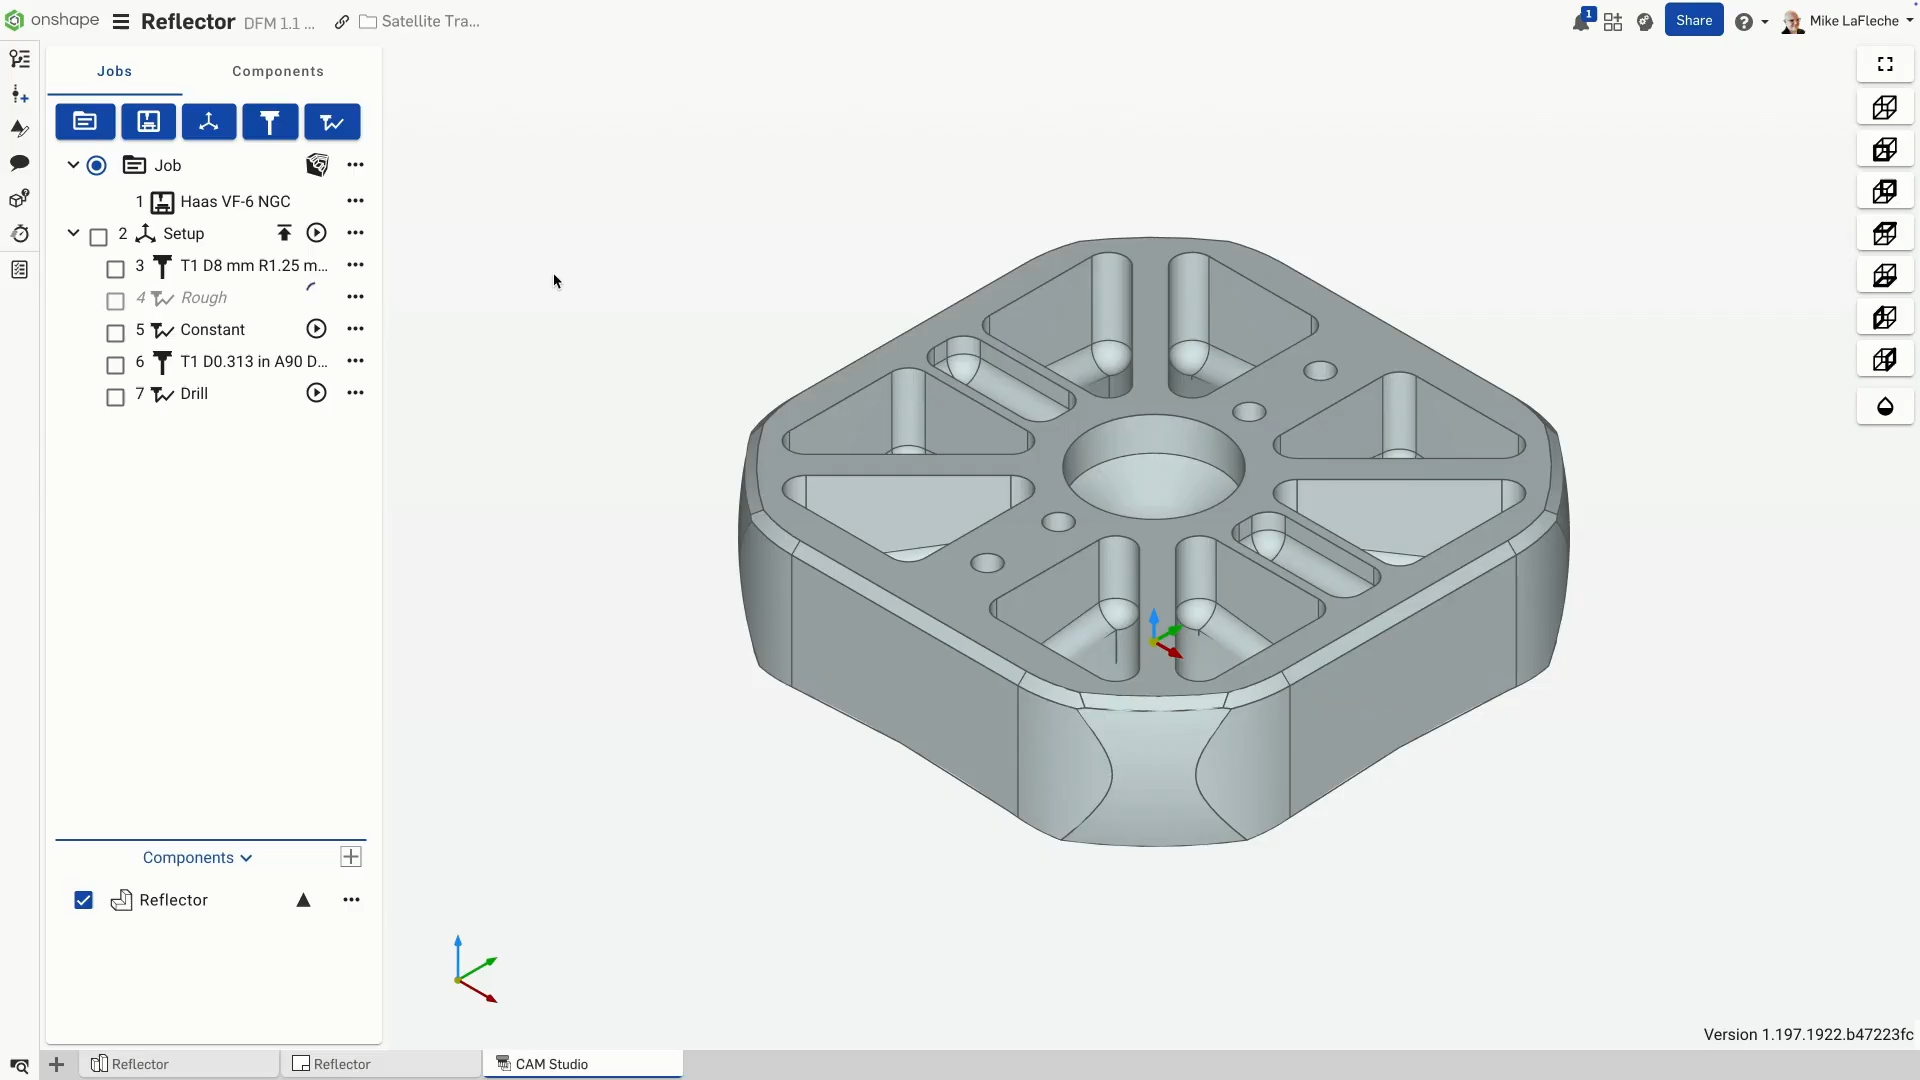 onshape Reflector DFM 1.1 ... Satellite Tra...
1 Share Mike LaFleche
Jobs Components
Job
1 Haas VF-6 NGC
2 Setup
3 T1 D8 mm R1.25 m...
4 Rough
5 Constant
6 T1 D0.313 in A90 D...
7 Drill
Components
Reflector
Version 1.197.1922.b47223fc
Reflector Reflector CAM Studio